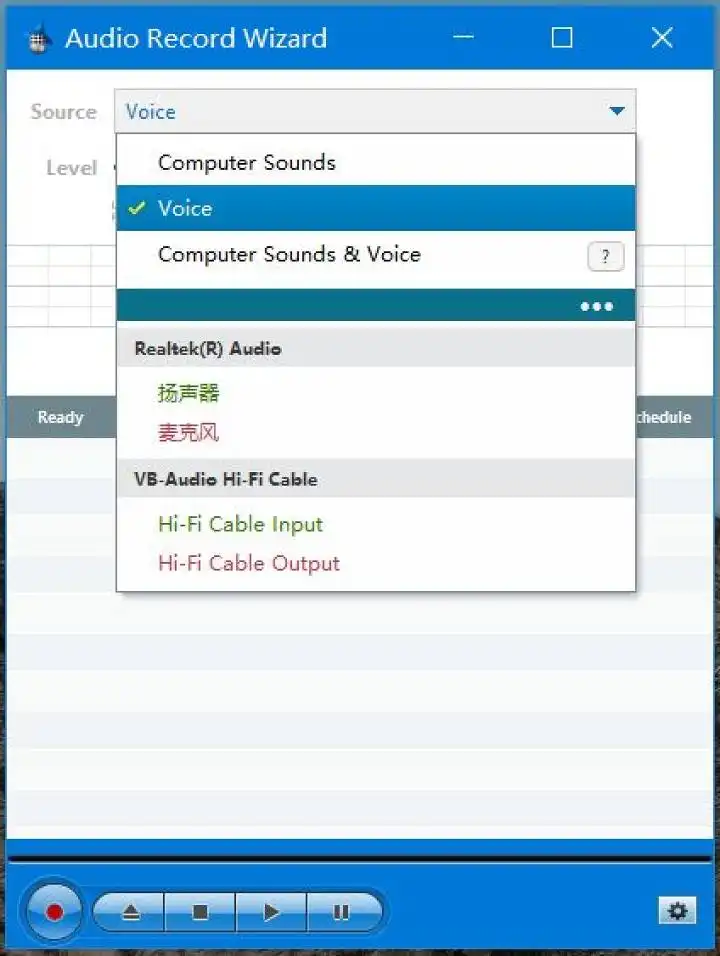 Audio Record Wizard
Source Voice
Level
Computer Sounds
Voice
Computer Sounds & Voice ?
Realtek(R) Audio
扬声器
麦克风
Ready chedule
VB-Audio Hi-Fi Cable
Hi-Fi Cable Input
Hi-Fi Cable Output